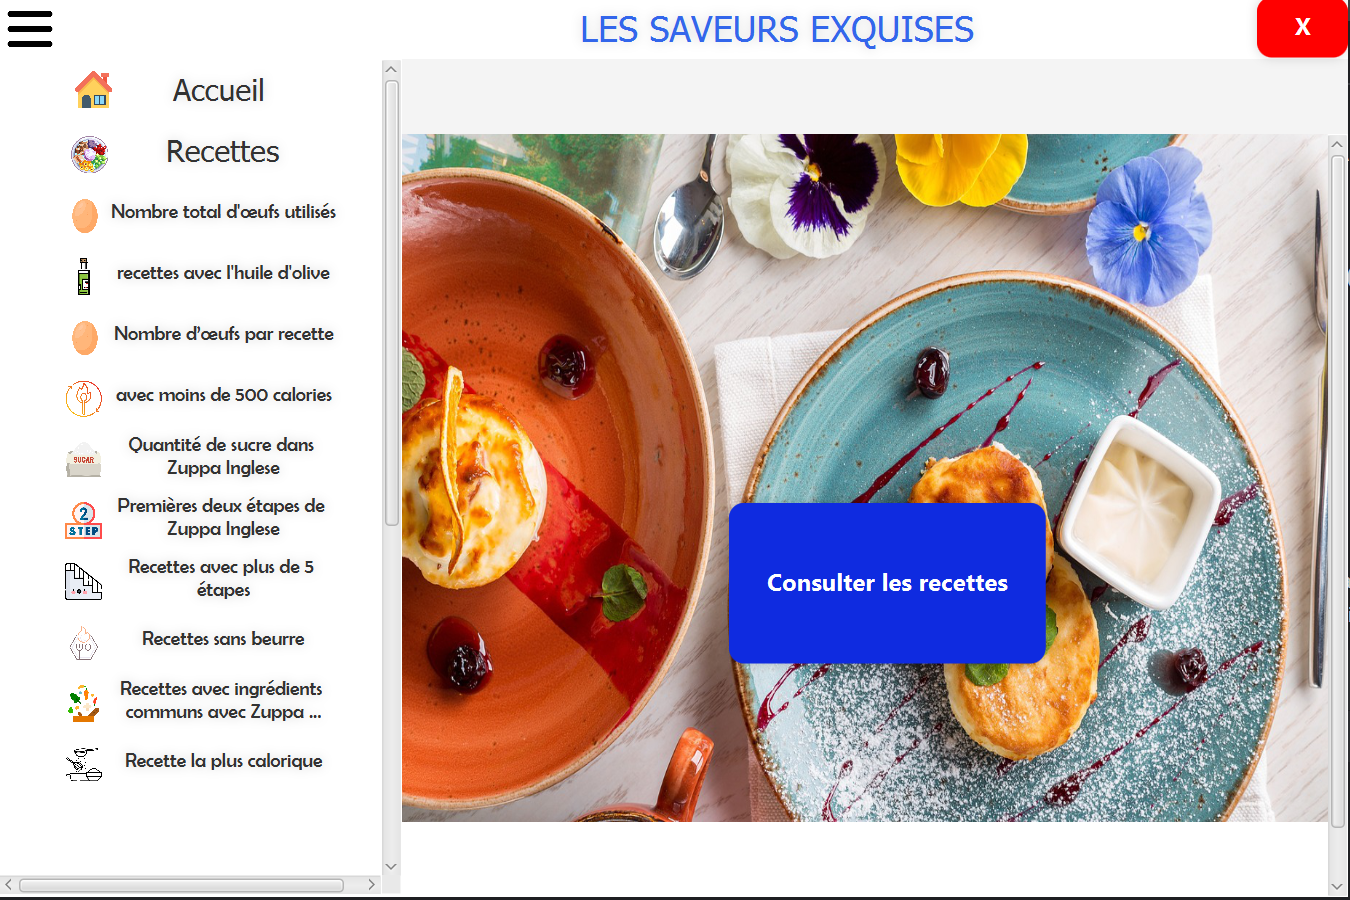 LES SAVEURS EXQUISES
X
Accueil
Recettes
Nombre total d'œufs utilisés
recettes avec l'huile d'olive
Nombre d'œufs par recette
avec moins de 500 calories
SUGAR
Quantité de sucre dans
Zuppa Inglese
2
STEP
Premières deux étapes de
Zuppa Inglese
Recettes avec plus de 5
étapes
Recettes sans beurre
Recettes avec ingrédients
communs avec Zuppa ...
Recette la plus calorique
Consulter les recettes